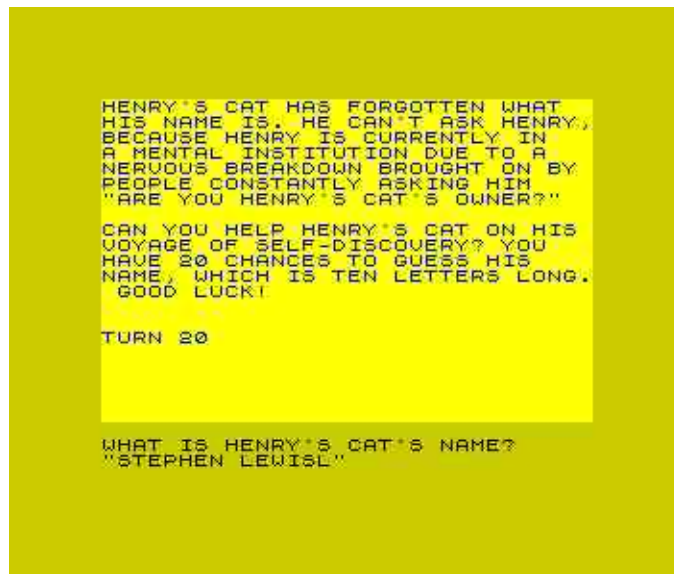 HENRY'S CAT HAS FORGOTTEN WHAT
HIS NAME IS. HE CAN'T ASK HENRY,
BECAUSE HENRY IS CURRENTLY IN
A MENTAL INSTITUTION DUE TO A
NERVOUS BREAKDOWN BROUGHT ON BY
PEOPLE CONSTANTLY ASKING HIM
"ARE YOU HENRY'S CAT'S OWNER?"
CAN YOU HELP HENRY'S CAT ON HIS
VOYAGE OF SELF-DISCOVERY? YOU
HAVE 20 CHANCES TO GUESS HIS
NAME, WHICH IS TEN LETTERS LONG.
GOOD LUCK!
TURN 20
WHAT IS HENRY'S CAT'S NAME?
"STEPHEN LEWISL"